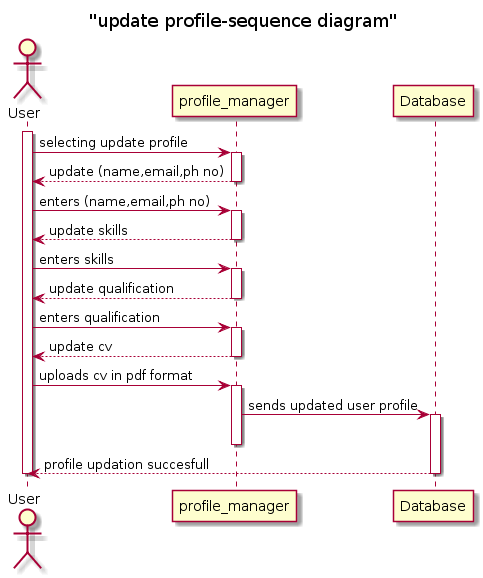 "update profile-sequence diagram"
User
profile_manager
Database
selecting update profile
update (name,email,ph no)
enters (name,email,ph no)
update skills
enters skills
update qualification
enters qualification
update cv
uploads cv in pdf format
sends updated user profile
profile updation succesfull
User
profile_manager
Database